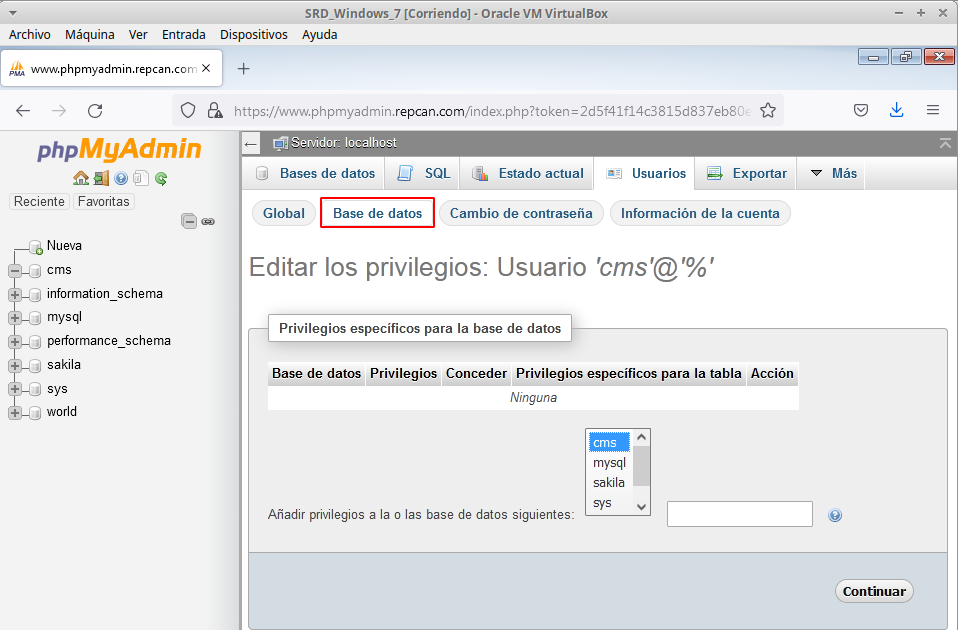 SRD_Windows_7 [Corriendo] - Oracle VM VirtualBox
Archivo Máquina Ver Entrada Dispositivos Ayuda
PMA www.phpmyadmin.repcan.com
https://www.phpmyadmin.repcan.com/index.php?token=2d5f41f14c3815d837eb80e
phpMyAdmin
Reciente Favoritas
Nueva
cms
information_schema
mysql
performance_schema
sakila
sys
world
Servidor: localhost
Bases de datos SQL Estado actual Usuarios Exportar Más
Global Base de datos Cambio de contraseña Información de la cuenta
Editar los privilegios: Usuario 'cms'@'%'
Privilegios específicos para la base de datos
Base de datos Privilegios Conceder Privilegios específicos para la tabla Acción
Ninguna
cms
mysql
sakila
sys
Añadir privilegios a la o las base de datos siguientes:
Continuar